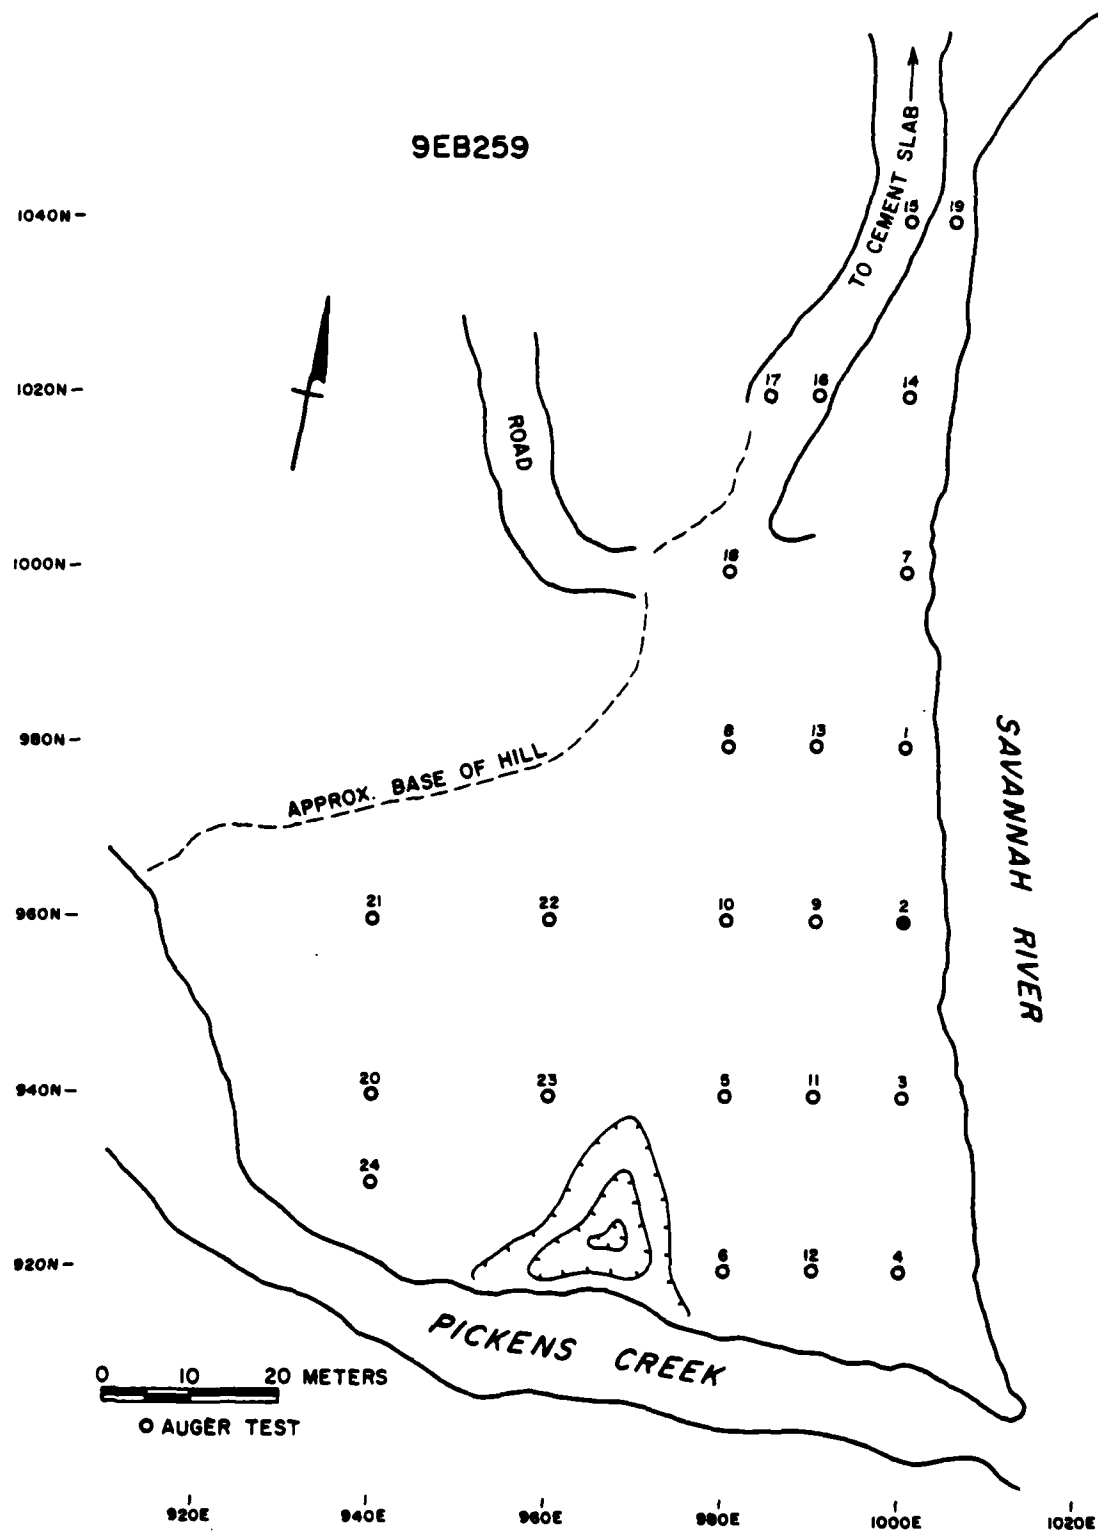 9EB259
TO CEMENT SLAB
1040N
15 19
1020N
17 16 14
ROAD
1000N
18 7
980N
8 13 1
APPROX. BASE OF HILL
SAVANNAH RIVER
960N
21 22 10 9 2
940N
20 23 5 11 3
24
920N
6 12 4
PICKENS CREEK
0 10 20 METERS
O AUGER TEST
920E 940E 960E 980E 1000E 1020E